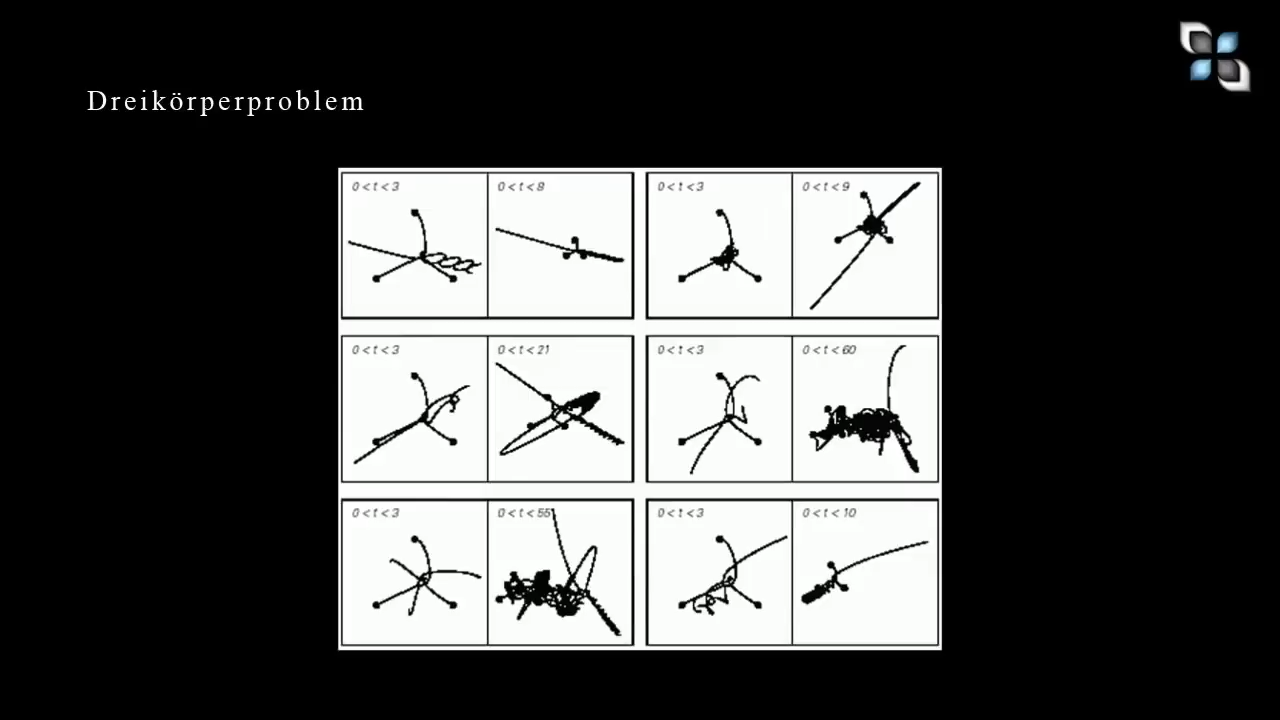 Dreikörperproblem
0 < t < 3
0 < t < 8
0 < t < 3
0 < t < 9
0 < t < 3
0 < t < 21
0 < t < 3
0 < t < 60
0 < t < 3
0 < t < 55
0 < t < 3
0 < t < 10